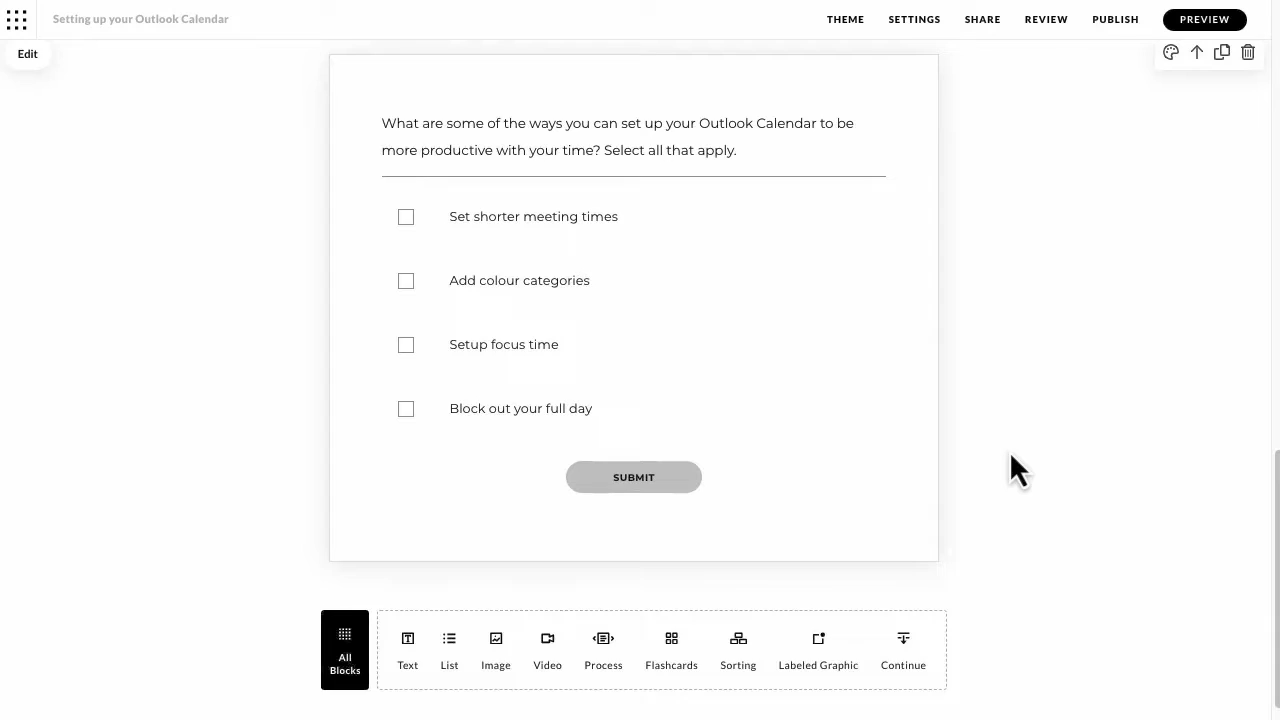 Setting up your Outlook Calendar
THEME SETTINGS SHARE REVIEW PUBLISH PREVIEW
Edit
What are some of the ways you can set up your Outlook Calendar to be
more productive with your time? Select all that apply.
Set shorter meeting times
Add colour categories
Setup focus time
Block out your full day
SUBMIT
All
Blocks
Text List Image Video Process Flashcards Sorting Labeled Graphic Continue